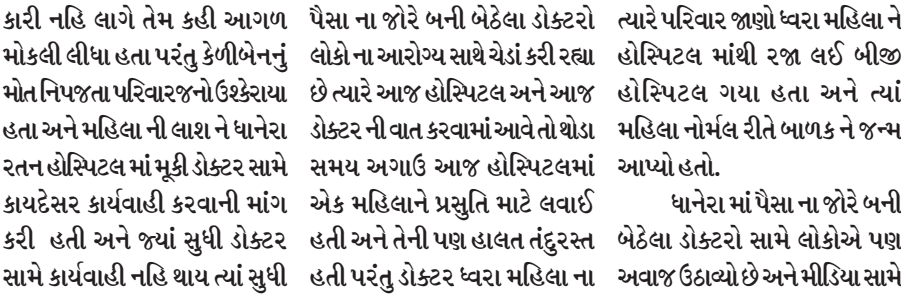 કારી નહિ લાગે તેમ કહી આગળ
મોકલી લીધા હતા પરંતુ કેળીબેનનું
મોત નિપજતા પરિવારજનો ઉશ્કેરાયા
હતા અને મહિલા ની લાશ ને ધાનેરા
રતન હોસ્પિટલ માં મૂકી ડોક્ટર સામે
કાયદેસર કાર્યવાહી કરવાની માંગ
કરી હતી અને જ્યાં સુધી ડોક્ટર
સામે કાર્યવાહી નહિ થાય ત્યાં સુધી
પૈસા ના જોરે બની બેઠેલા ડોક્ટરો
લોકો ના આરોગ્ય સાથે ચેડાં કરી રહ્યા
છે ત્યારે આજ હોસ્પિટલ અને આજ
ડોક્ટર ની વાત કરવામાં આવે તો થોડા
સમય અગાઉ આજ હોસ્પિટલમાં
એક મહિલાને પ્રસુતિ માટે લવાઈ
હતી અને તેની પણ હાલત તંદુરસ્ત
હતી પરંતુ ડોક્ટર ધ્વરા મહિલા ના
ત્યારે પરિવાર જાણો ધ્વરા મહિલા ને
હોસ્પિટલ માંથી રજા લઈ બીજી
હોસ્પિટલ ગયા હતા અને ત્યાં
મહિલા નોર્મલ રીતે બાળક ને જન્મ
આપ્યો હતો.
ધાનેરા માં પૈસા ના જોરે બની
બેઠેલા ડોક્ટરો સામે લોકોએ પણ
અવાજ ઉઠાવ્યો છે અને મીડિયા સામે